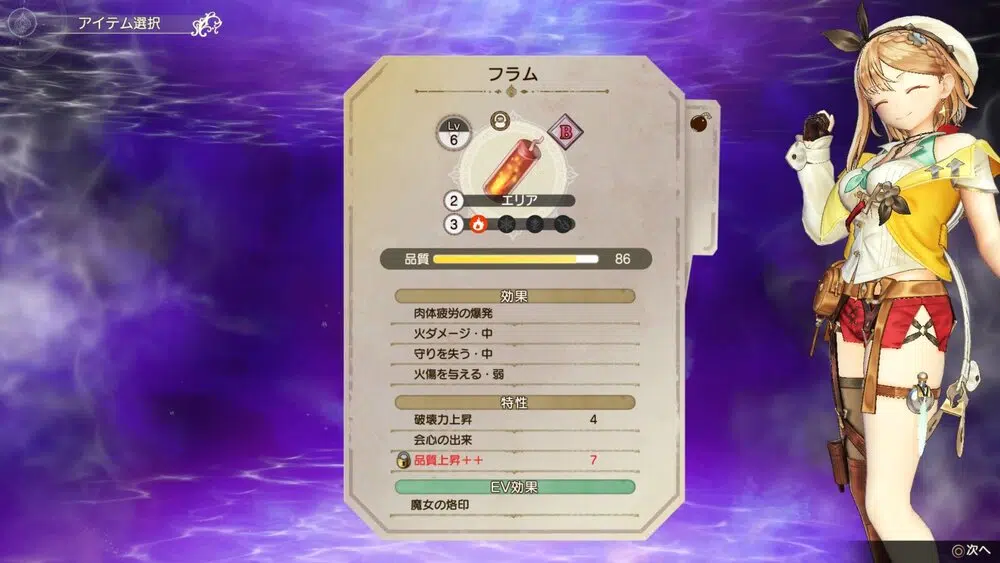 アイテム選択
フラム
Lv
6
B
2 エリア
3
品質 86
効果
肉体疲労の爆発
火ダメージ・中
守りを失う・中
火傷を与える・弱
特性
破壊力上昇 4
会心の出来
品質上昇++ 7
EV効果
魔女の烙印
次へ